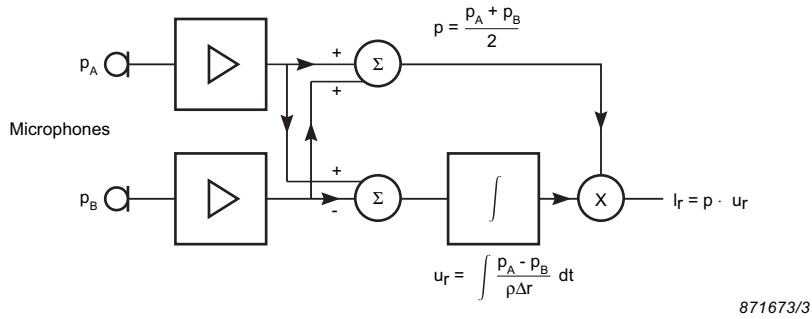 p = (p_A + p_B) / 2
p_A
+
Σ
+
Microphones
+
p_B
-
Σ
∫
X
I_r = p · u_r
u_r = ∫ (p_A - p_B) / (ρΔr) dt
871673/3